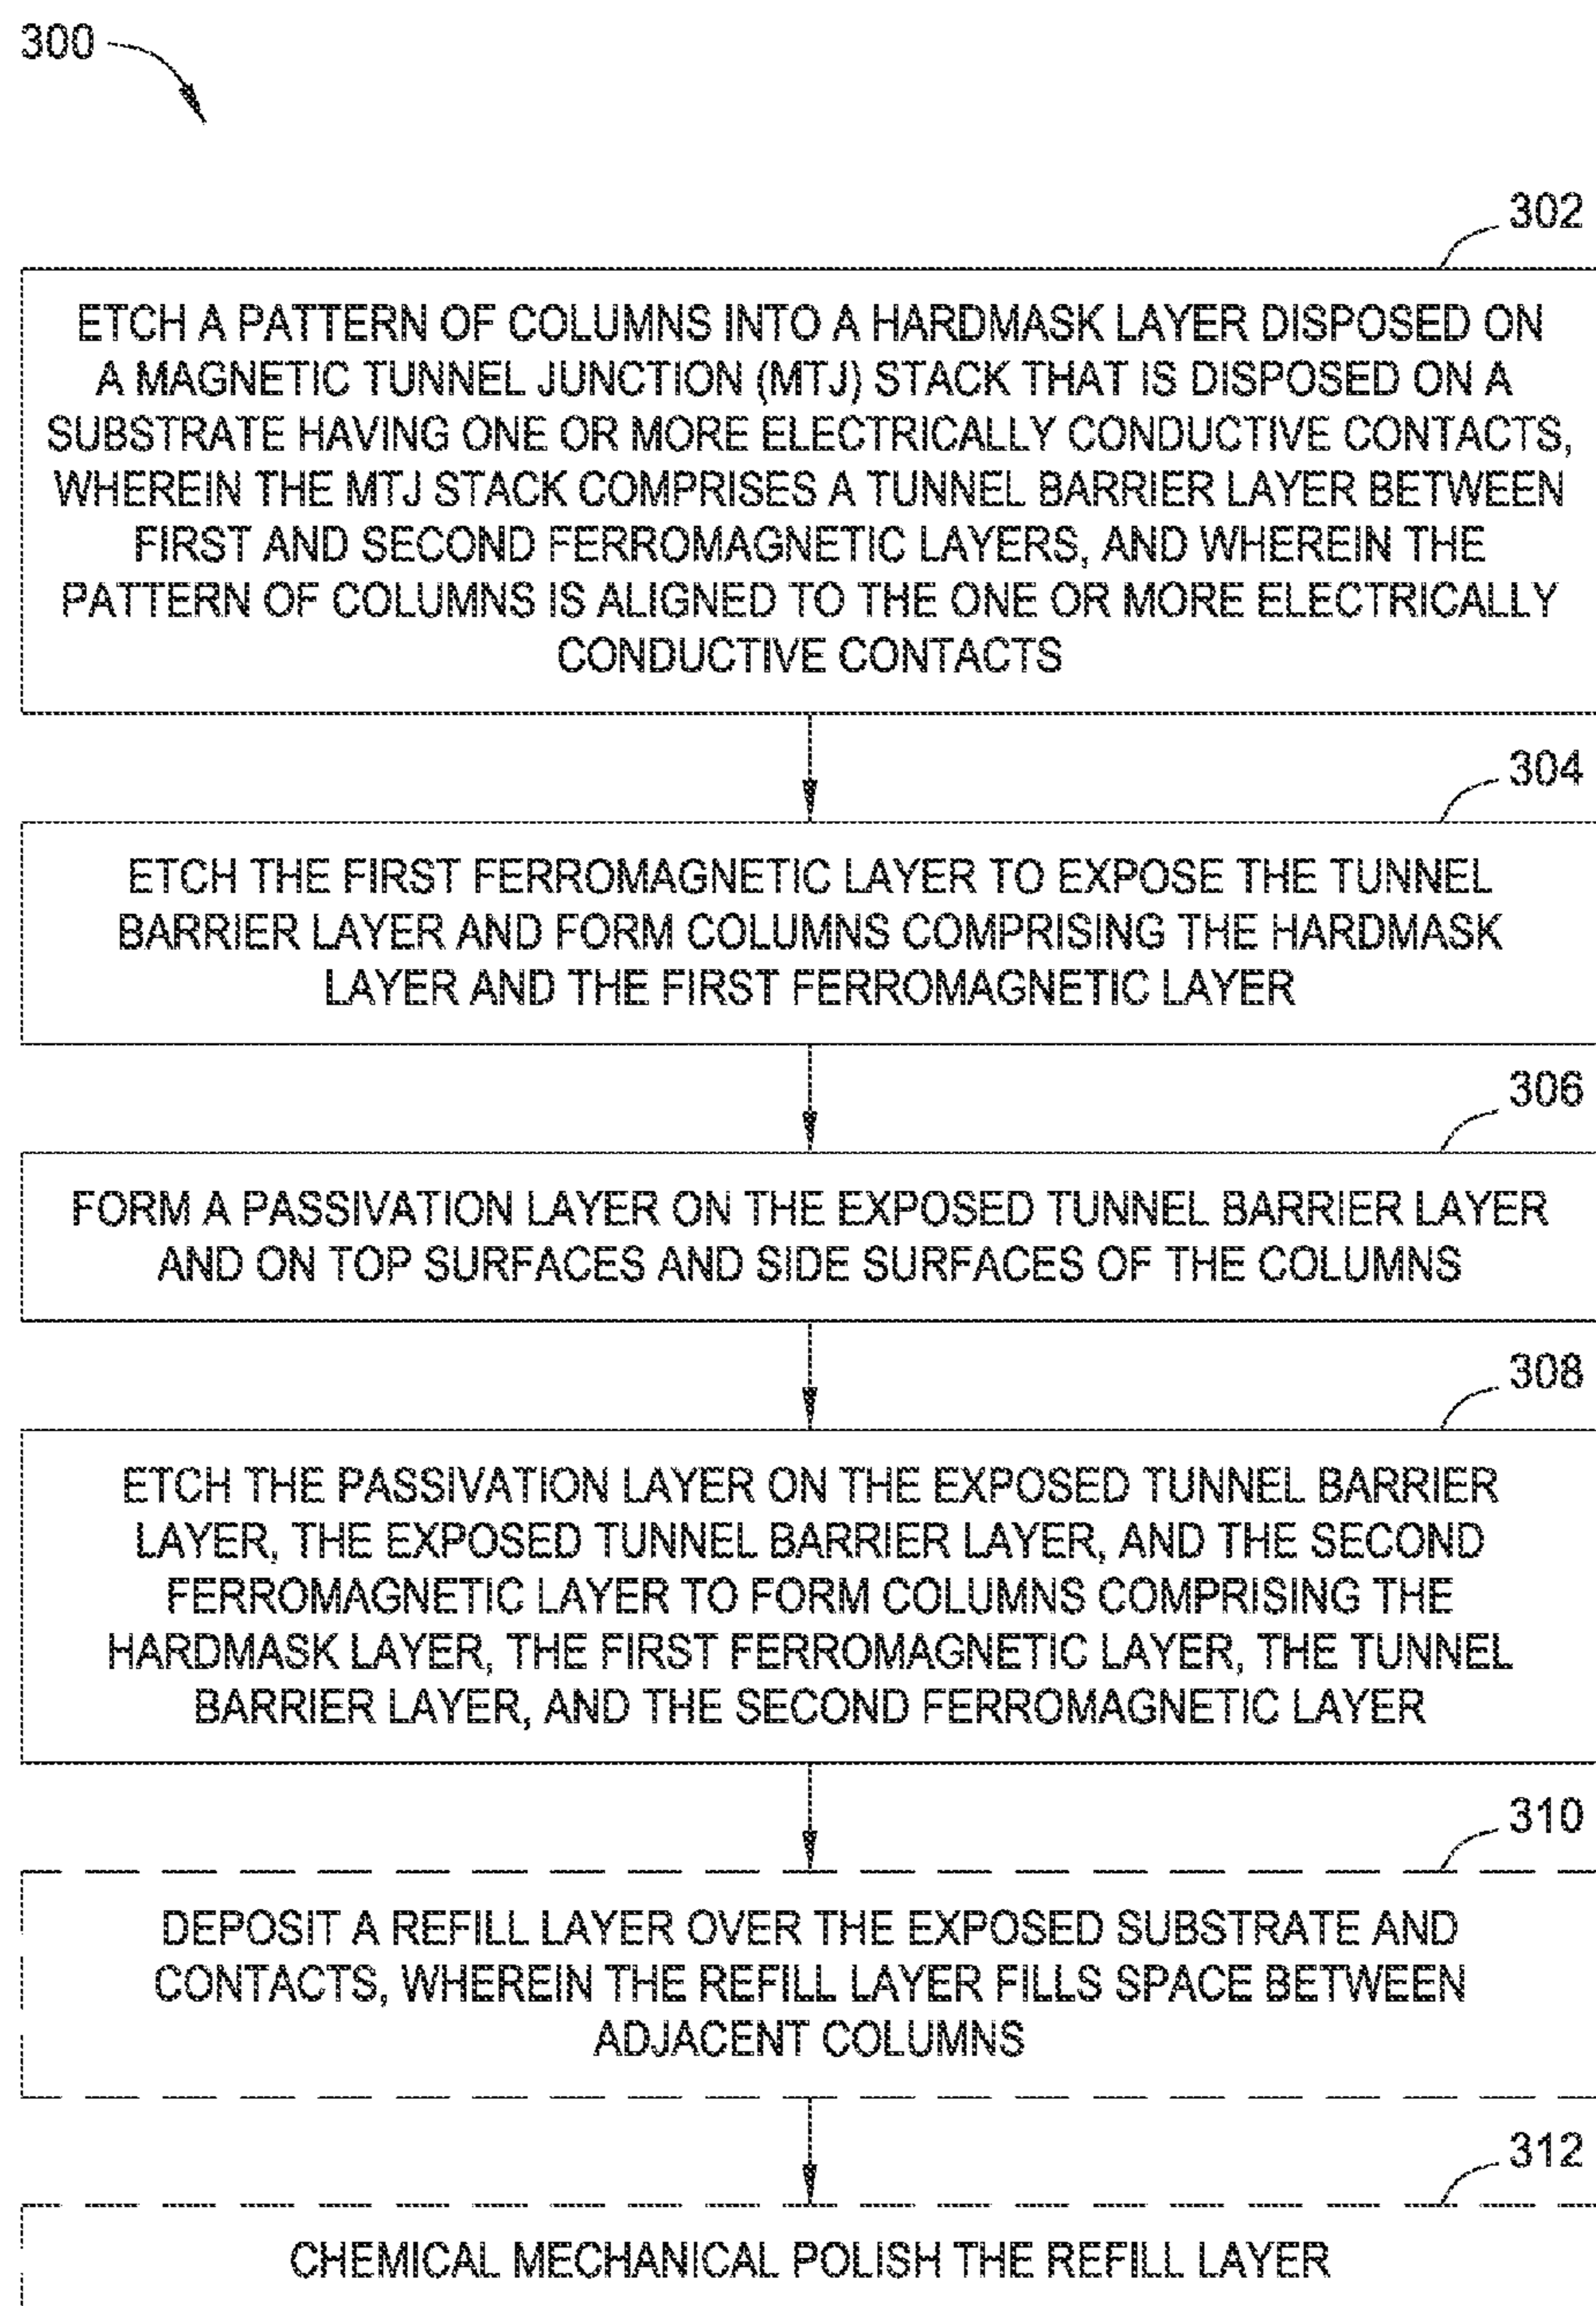 300
302
ETCH A PATTERN OF COLUMNS INTO A HARDMASK LAYER DISPOSED ON
A MAGNETIC TUNNEL JUNCTION (MTJ) STACK THAT IS DISPOSED ON A
SUBSTRATE HAVING ONE OR MORE ELECTRICALLY CONDUCTIVE CONTACTS,
WHEREIN THE MTJ STACK COMPRISES A TUNNEL BARRIER LAYER BETWEEN
FIRST AND SECOND FERROMAGNETIC LAYERS, AND WHEREIN THE
PATTERN OF COLUMNS IS ALIGNED TO THE ONE OR MORE ELECTRICALLY
CONDUCTIVE CONTACTS
304
ETCH THE FIRST FERROMAGNETIC LAYER TO EXPOSE THE TUNNEL
BARRIER LAYER AND FORM COLUMNS COMPRISING THE HARDMASK
LAYER AND THE FIRST FERROMAGNETIC LAYER
306
FORM A PASSIVATION LAYER ON THE EXPOSED TUNNEL BARRIER LAYER
AND ON TOP SURFACES AND SIDE SURFACES OF THE COLUMNS
308
ETCH THE PASSIVATION LAYER ON THE EXPOSED TUNNEL BARRIER
LAYER, THE EXPOSED TUNNEL BARRIER LAYER, AND THE SECOND
FERROMAGNETIC LAYER TO FORM COLUMNS COMPRISING THE
HARDMASK LAYER, THE FIRST FERROMAGNETIC LAYER, THE TUNNEL
BARRIER LAYER, AND THE SECOND FERROMAGNETIC LAYER
310
DEPOSIT A REFILL LAYER OVER THE EXPOSED SUBSTRATE AND
CONTACTS, WHEREIN THE REFILL LAYER FILLS SPACE BETWEEN
ADJACENT COLUMNS
312
CHEMICAL MECHANICAL POLISH THE REFILL LAYER